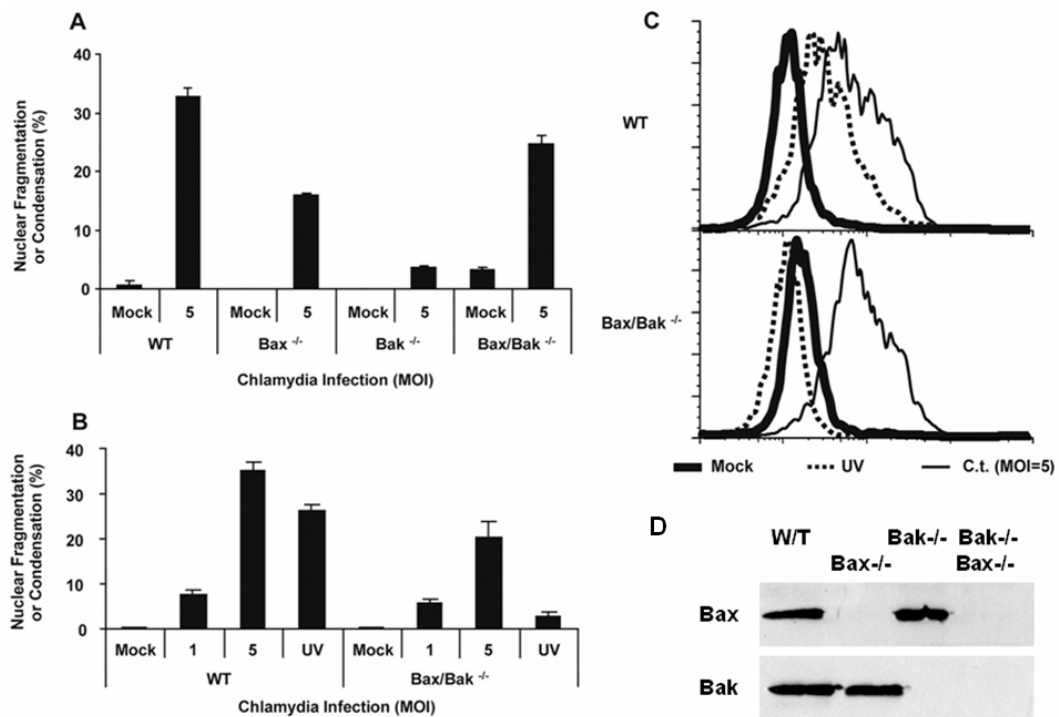 A
Nuclear Fragmentation
or Condensation (%)
40
30
20
10
0
Mock 5 Mock 5 Mock 5 Mock 5
WT Bax -/- Bak -/- Bax/Bak -/-
Chlamydia Infection (MOI)
B
Nuclear Fragmentation
or Condensation (%)
40
30
20
10
0
Mock 1 5 UV Mock 1 5 UV
WT Bax/Bak -/-
Chlamydia Infection (MOI)
C
WT
Bax/Bak -/-
Mock UV C.t. (MOI=5)
D
W/T Bak-/- Bak-/-
Bax-/- Bax-/-
Bax
Bak